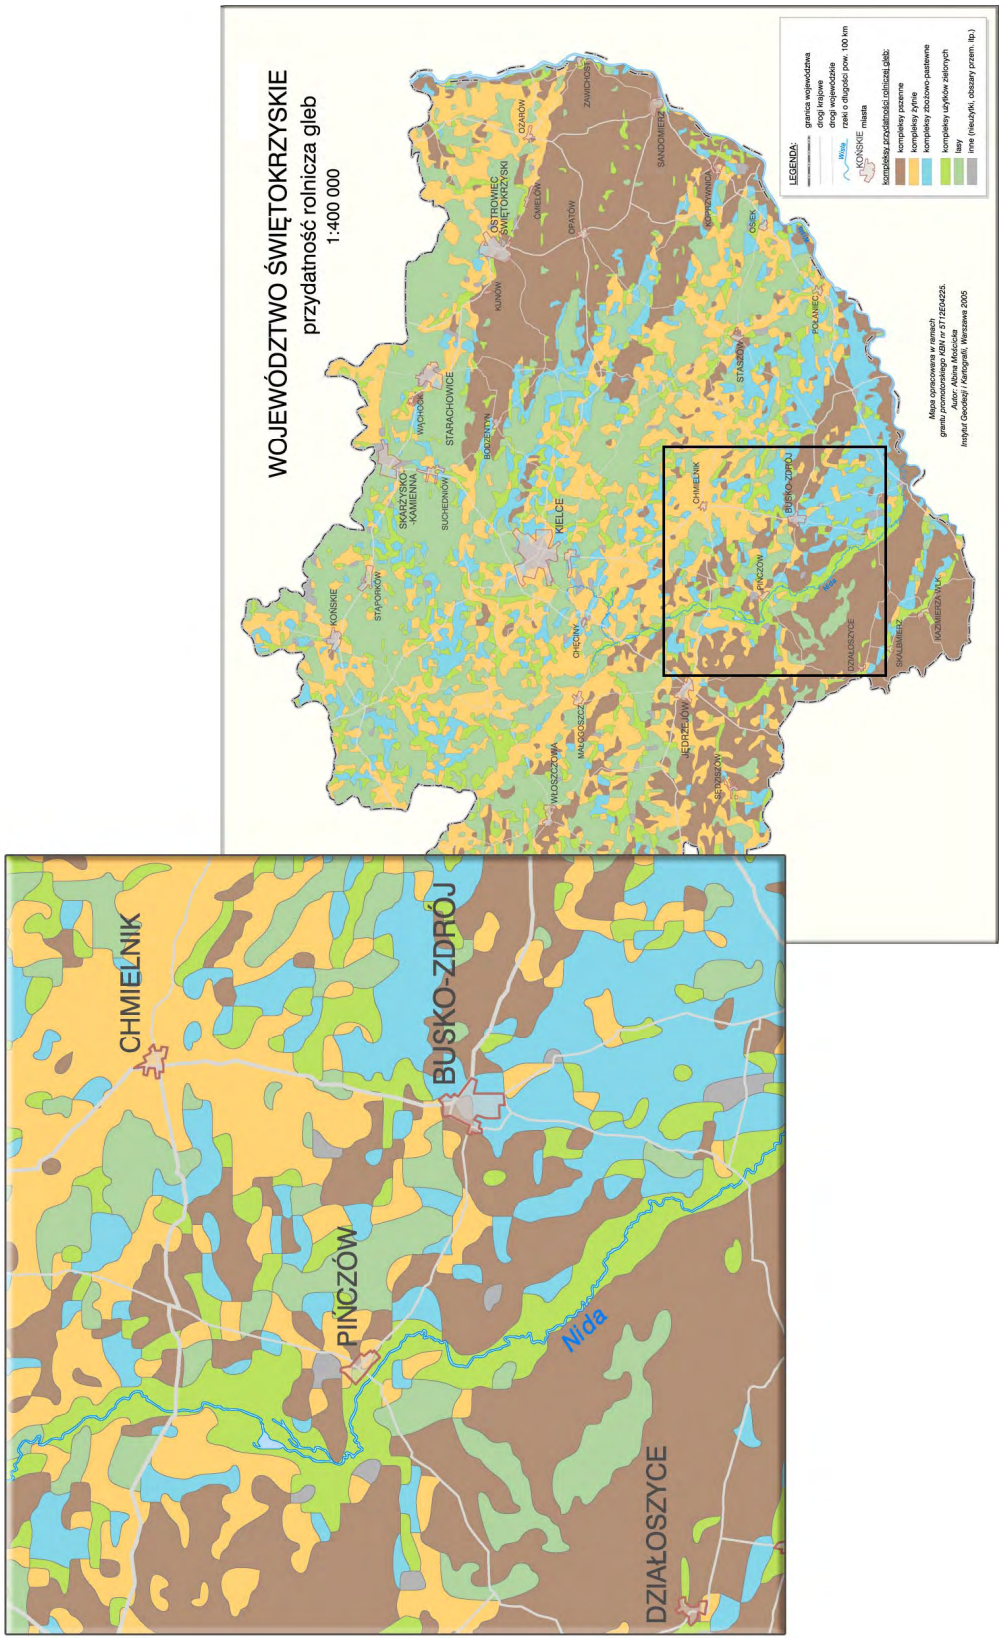 WOJEWÓDZTWO ŚWIĘTOKRZYSKIE
przydatność rolnicza gleb
1:400 000
OŻARÓW
ZAWICHOST
SANDOMIERZ
OSTROWIEC
ŚWIĘTOKRZYSKI
ĆMIELÓW
OPATÓW
KOPRZYWNICA
OSIEK
KUNÓW
POŁANIEC
STASZÓW
WĄCHOCK
STARACHOWICE
BODZENTYN
SKARŻYSKO-
-KAMIENNA
SUCHEDNIÓW
KIELCE
CHMIELNIK
BUSKO-ZDRÓJ
KOŃSKIE
STĄPORKÓW
CHĘCINY
PIŃCZÓW
Nida
DZIAŁOSZYCE
SKALBMIERZ
KAZIMIERZA WLK.
MAŁOGOSZCZ
JĘDRZEJÓW
WŁOSZCZOWA
SĘDZISZÓW
LEGENDA:
granica województwa
drogi krajowe
drogi wojewódzkie
Wisła
rzeki o długości pow. 100 km
KOŃSKIE
miasta
kompleksy przydatności rolniczej gleb:
kompleksy pszenne
kompleksy żytnie
kompleksy zbożowo-pastewne
kompleksy użytków zielonych
lasy
inne (nieużytki, obszary przem. itp.)
Mapa opracowana w ramach
grantu promotorskiego KBN nr 5T12E04225.
Autor: Albina Mościcka
Instytut Geodezji i Kartografii, Warszawa 2005
CHMIELNIK
BUSKO-ZDRÓJ
PIŃCZÓW
Nida
DZIAŁOSZYCE